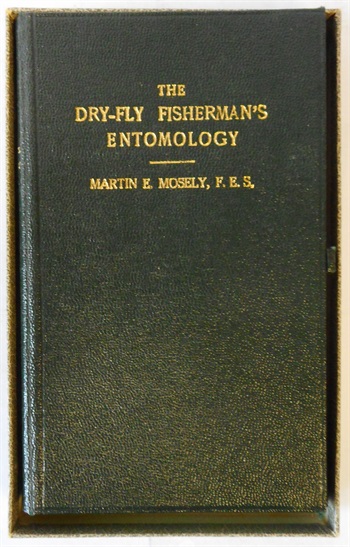 THE
DRY-FLY FISHERMAN'S
ENTOMOLOGY
MARTIN E. MOSELY, F. E. S.